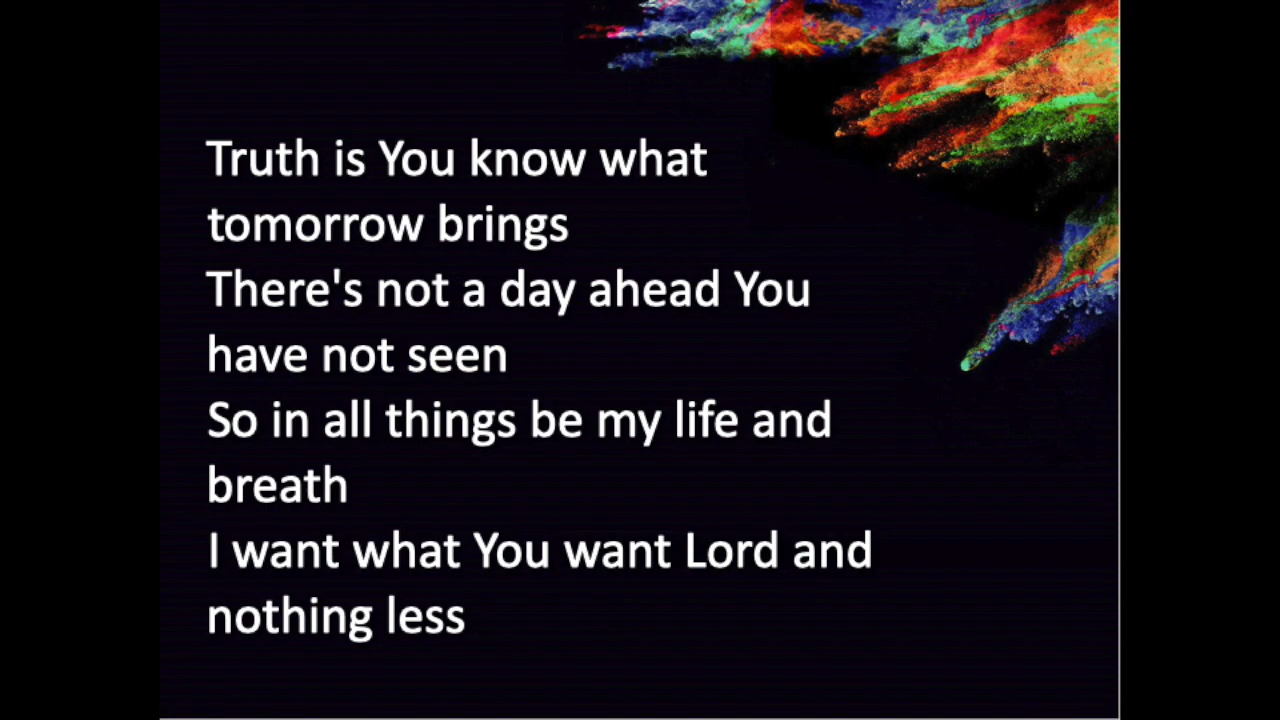 Truth is You know what
tomorrow brings
There's not a day ahead You
have not seen
So in all things be my life and
breath
I want what You want Lord and
nothing less